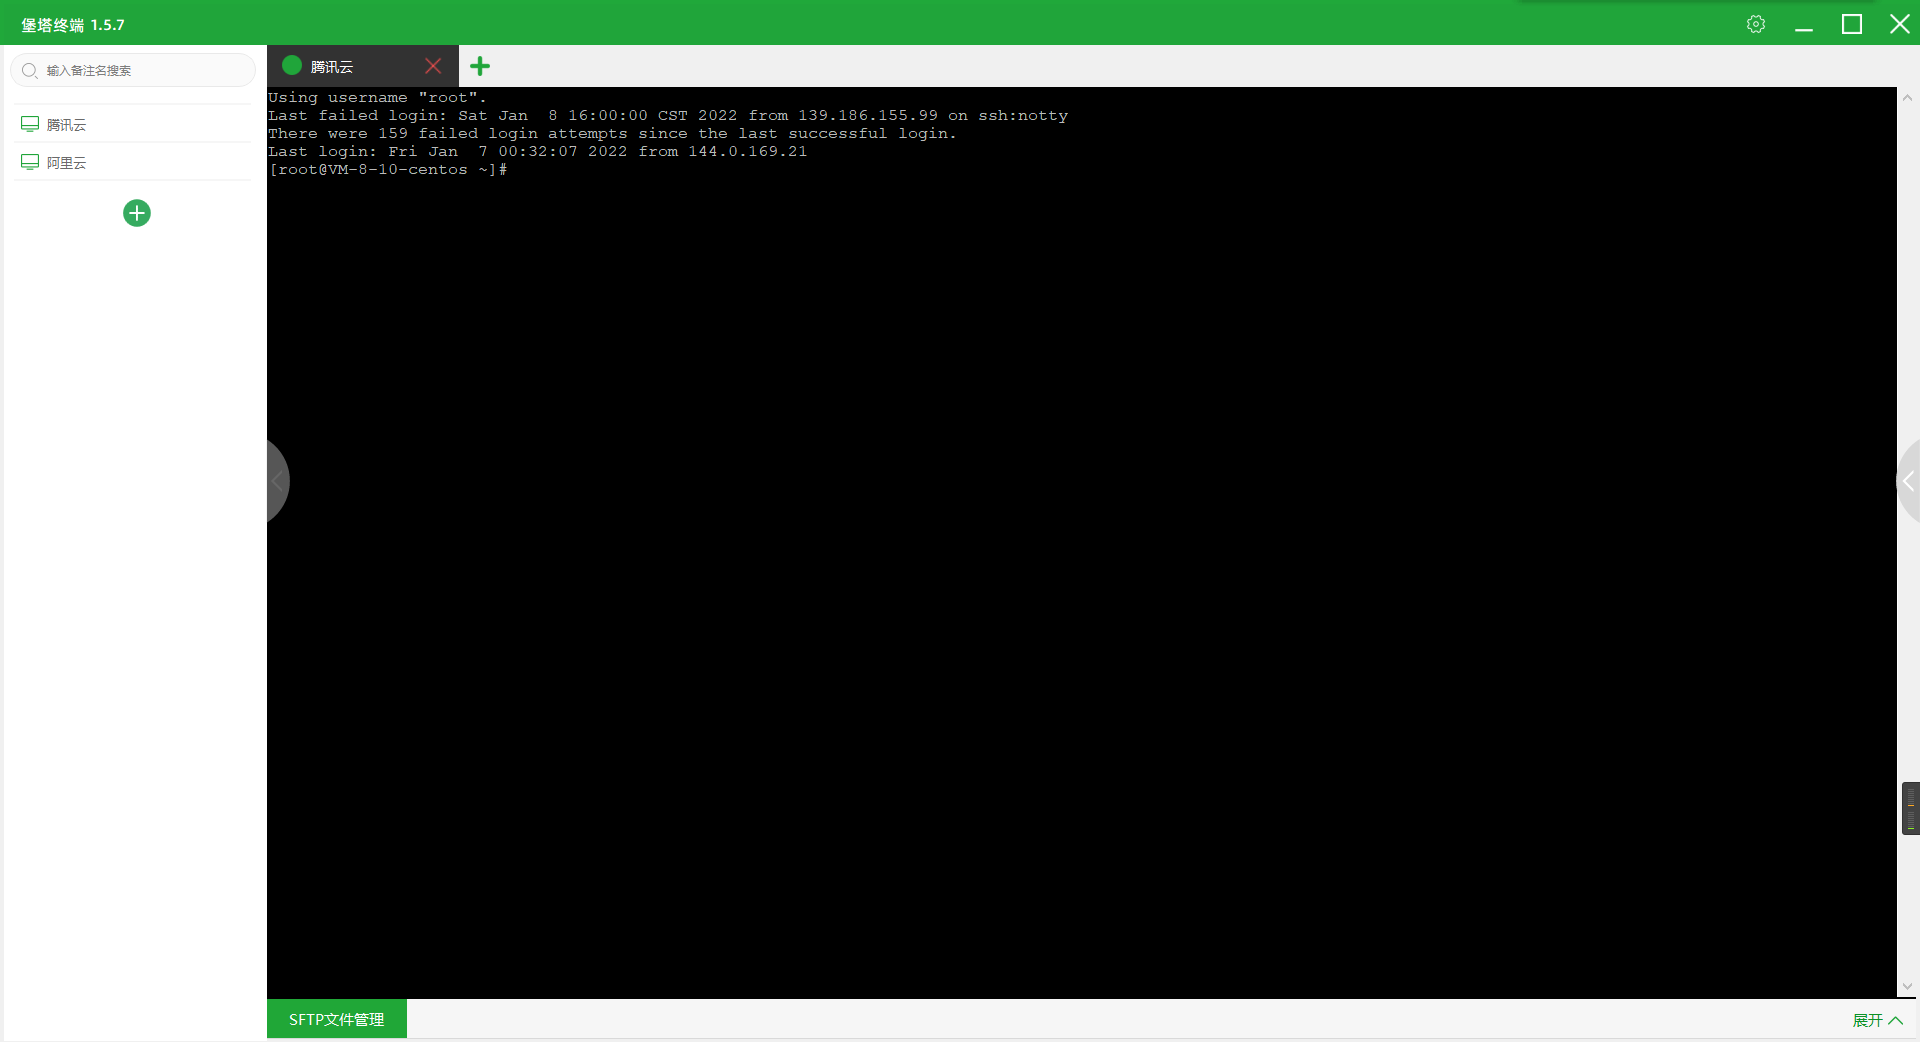 堡塔终端 1.5.7
输入备注名搜索
腾讯云
阿里云
腾讯云
Using username "root".
Last failed login: Sat Jan  8 16:00:00 CST 2022 from 139.186.155.99 on ssh:notty
There were 159 failed login attempts since the last successful login.
Last login: Fri Jan  7 00:32:07 2022 from 144.0.169.21
[root@VM-8-10-centos ~]#
SFTP文件管理
展开